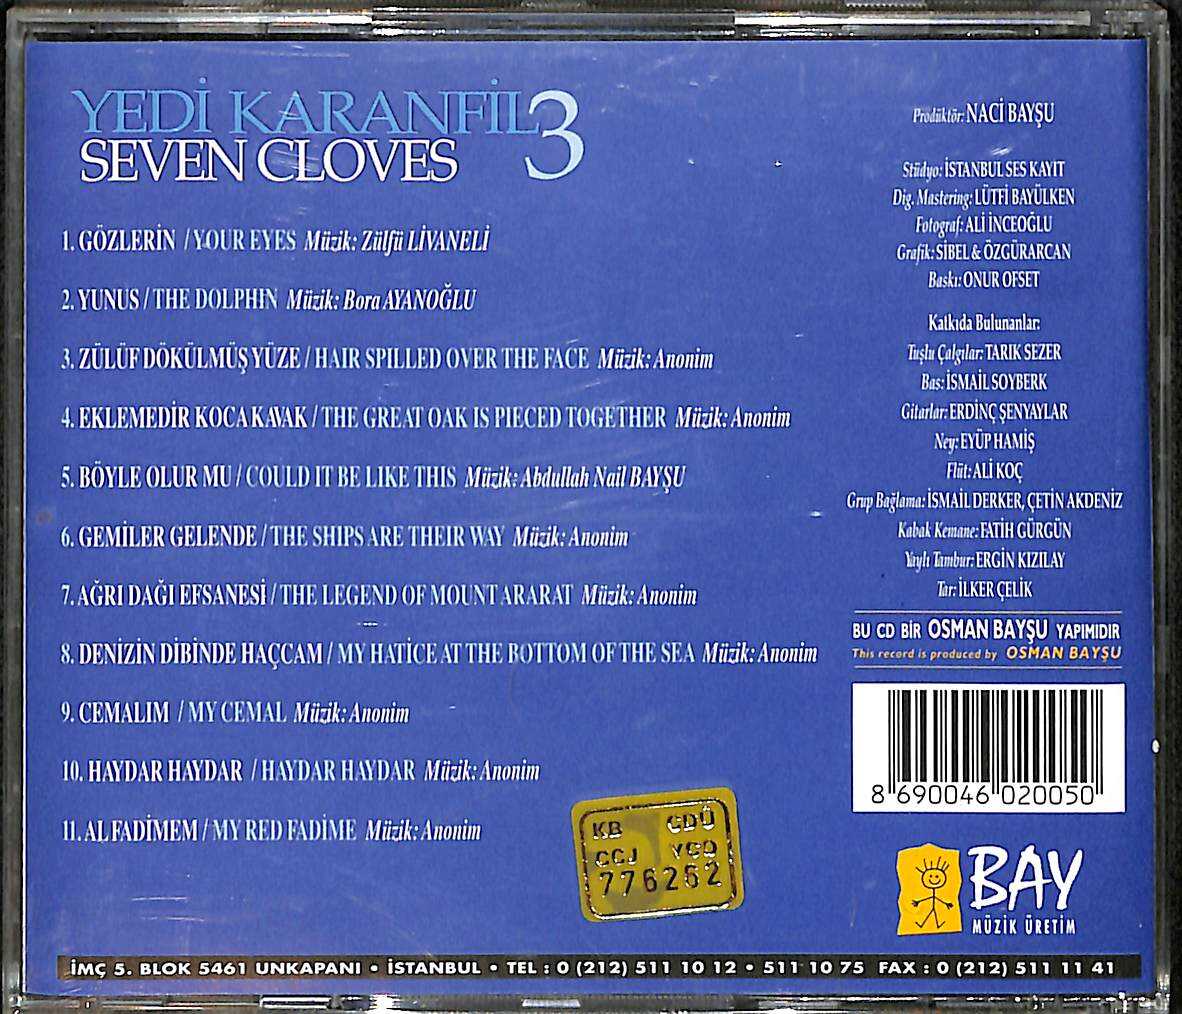 YEDİ KARANFİL 3
SEVEN CLOVES
1. GÖZLERİN / YOUR EYES Müzik: Zülfü LİVANELİ
2. YUNUS / THE DOLPHIN Müzik: Bora AYANOĞLU
3. ZÜLÜF DÖKÜLMÜŞ YÜZE / HAIR SPILLED OVER THE FACE Müzik: Anonim
4. EKLEMEDİR KOCA KAVAK / THE GREAT OAK IS PIECED TOGETHER Müzik: Anonim
5. BÖYLE OLUR MU / COULD IT BE LIKE THIS Müzik: Abdullah Nail BAYŞU
6. GEMİLER GELENDE / THE SHIPS ARE THEIR WAY Müzik: Anonim
7. AĞRI DAĞI EFSANESİ / THE LEGEND OF MOUNT ARARAT Müzik: Anonim
8. DENİZİN DİBİNDE HAÇCAM / MY HATİCE AT THE BOTTOM OF THE SEA Müzik: Anonim
9. CEMALIM / MY CEMAL Müzik: Anonim
10. HAYDAR HAYDAR / HAYDAR HAYDAR Müzik: Anonim
11. AL FADİMEM / MY RED FADIME Müzik: Anonim
Prodüktör: NACİ BAYŞU
Stüdyo: İSTANBUL SES KAYIT
Dig. Mastering: LÜTFİ BAYÜLKEN
Fotograf: ALİ İNCEOĞLU
Grafik: SİBEL & ÖZGÜRARCAN
Baskı: ONUR OFSET
Katkıda Bulunanlar:
Tuşlu Çalgılar: TARIK SEZER
Bas: İSMAİL SOYBERK
Gitarlar: ERDİNÇ ŞENYAYLAR
Ney: EYÜP HAMİŞ
Flüt: ALİ KOÇ
Grup Bağlama: İSMAİL DERKER, ÇETİN AKDENİZ
Kabak Kemane: FATİH GÜRGÜN
Yaylı Tambur: ERGİN KIZILAY
Tar: İLKER ÇELİK
BU CD BİR OSMAN BAYŞU YAPIMIDIR
This record is produced by OSMAN BAYŞU
8 690046 020050
KB CDÜ
CCJ YCQ
776262
BAY
MÜZİK ÜRETİM
İMÇ 5. BLOK 5461 UNKAPANI • İSTANBUL • TEL : 0 (212) 511 10 12 • 511 10 75 FAX : 0 (212) 511 11 41